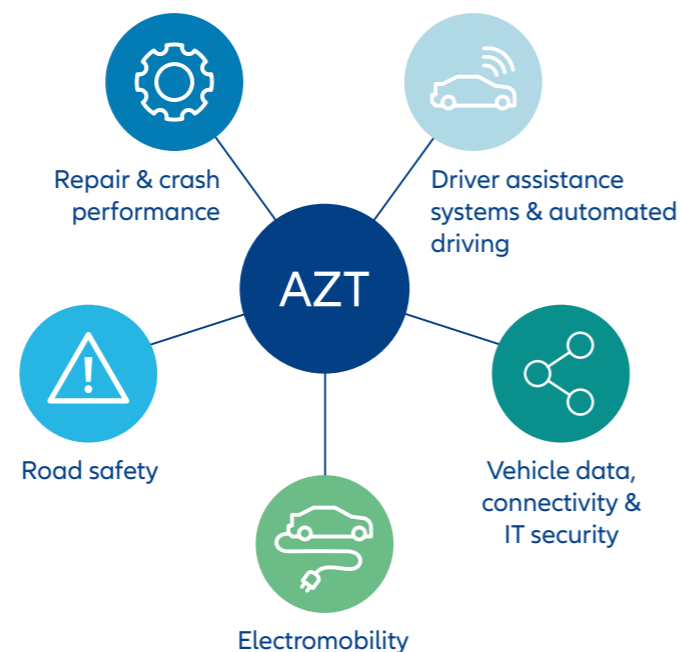 Repair & crash
performance
Driver assistance
systems & automated
driving
AZT
Road safety
Vehicle data,
connectivity &
IT security
Electromobility